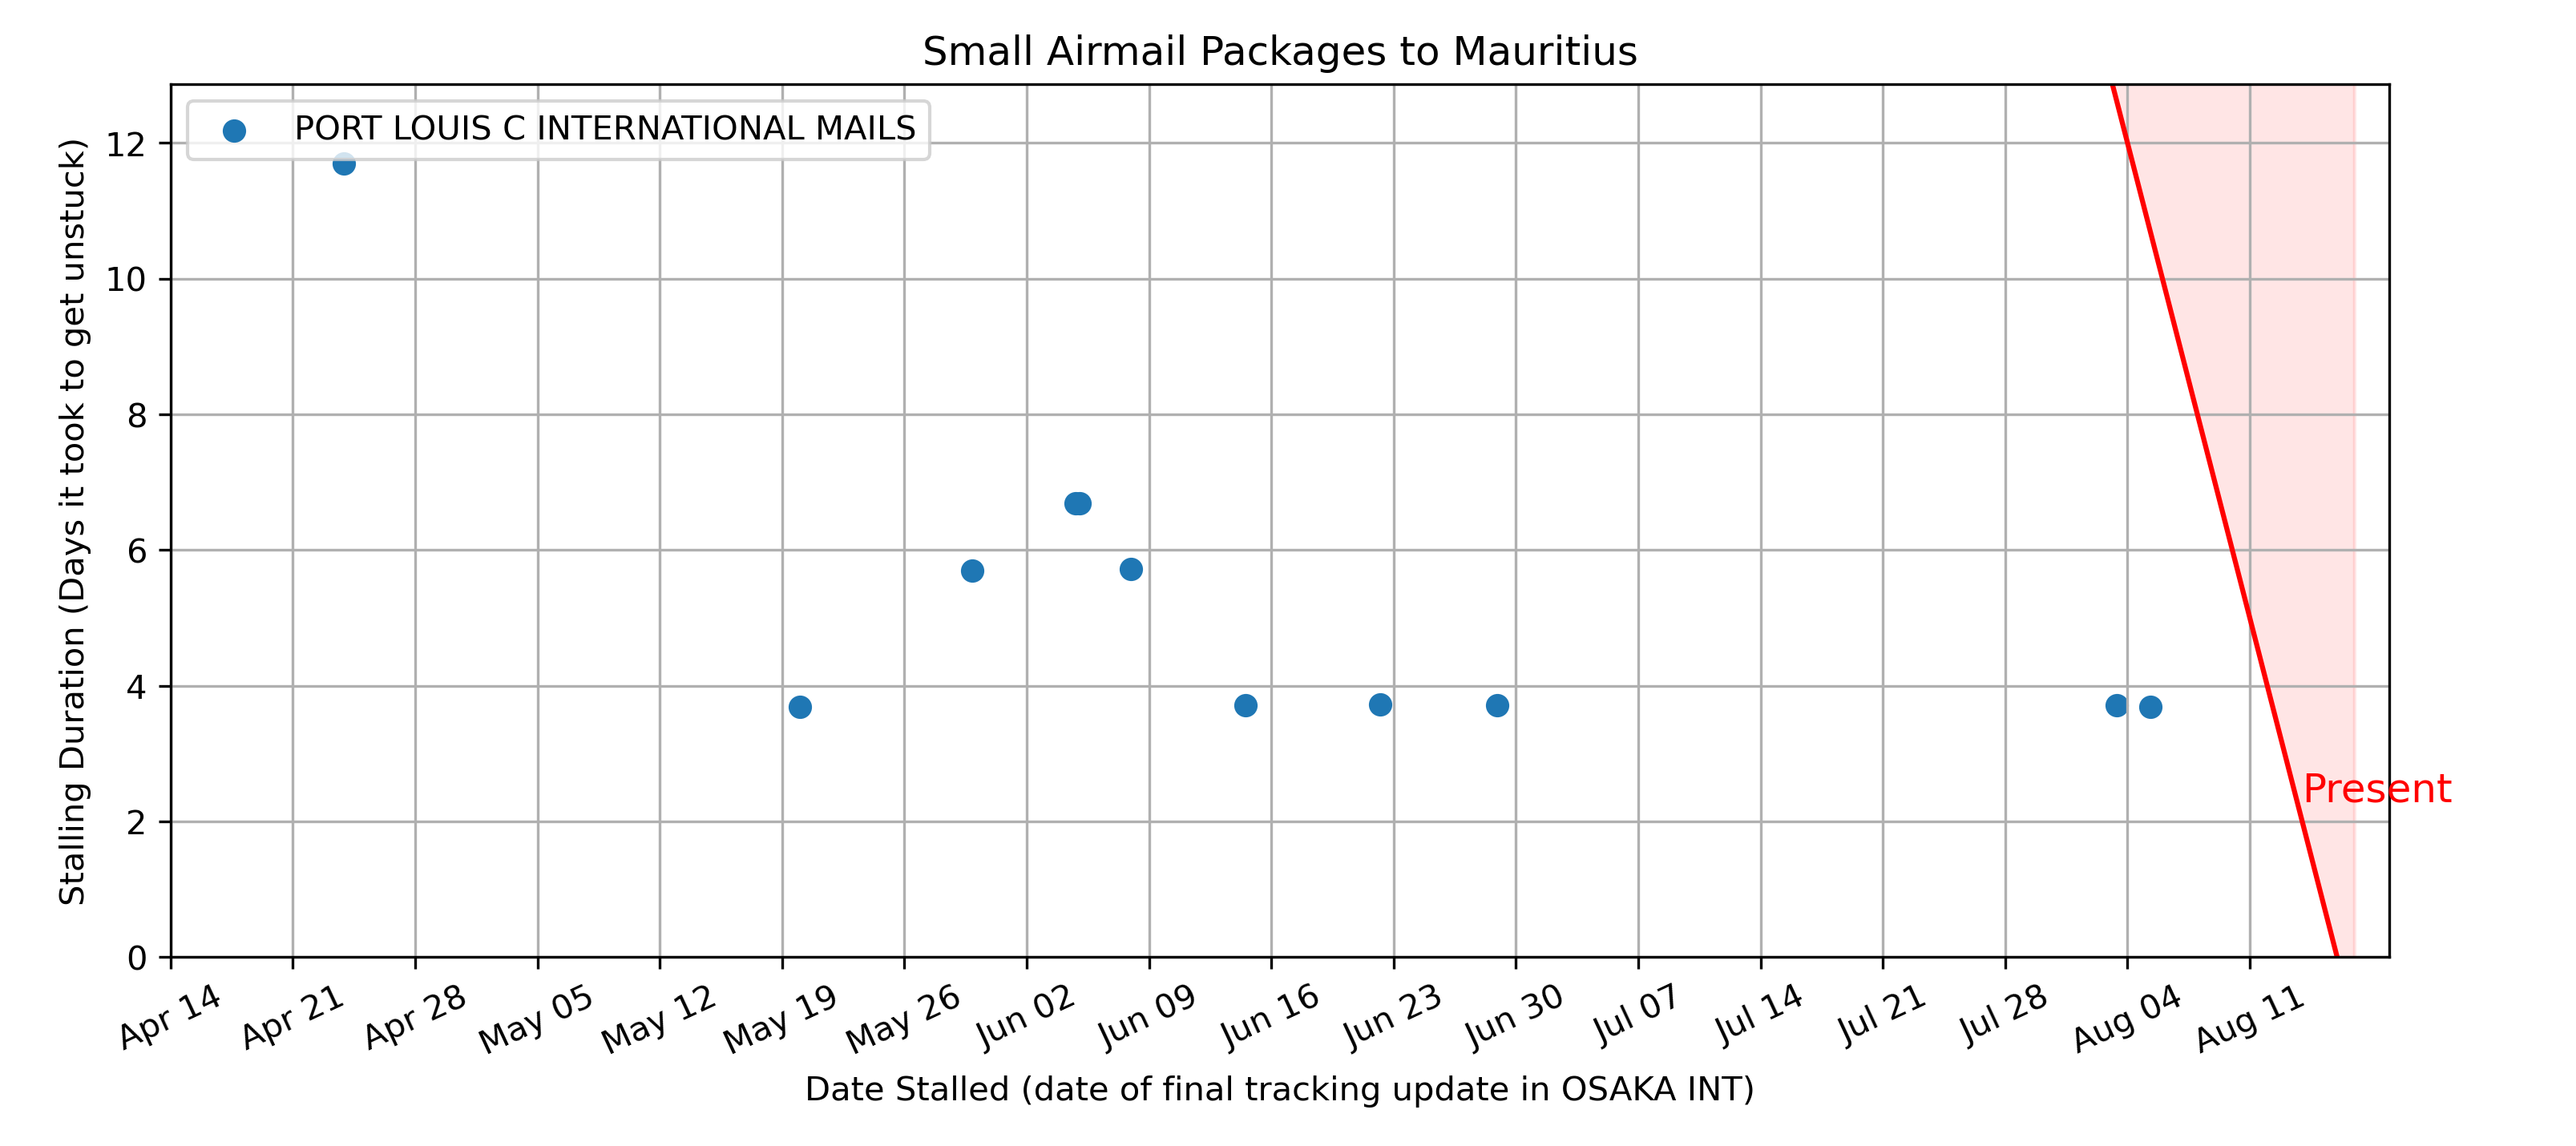 Small Airmail Packages to Mauritius
PORT LOUIS C INTERNATIONAL MAILS
Stalling Duration (Days it took to get unstuck)
12
10
8
6
4
2
0
Present
Apr 14
Apr 21
Apr 28
May 05
May 12
May 19
May 26
Jun 02
Jun 09
Jun 16
Jun 23
Jun 30
Jul 07
Jul 14
Jul 21
Jul 28
Aug 04
Aug 11
Date Stalled (date of final tracking update in OSAKA INT)